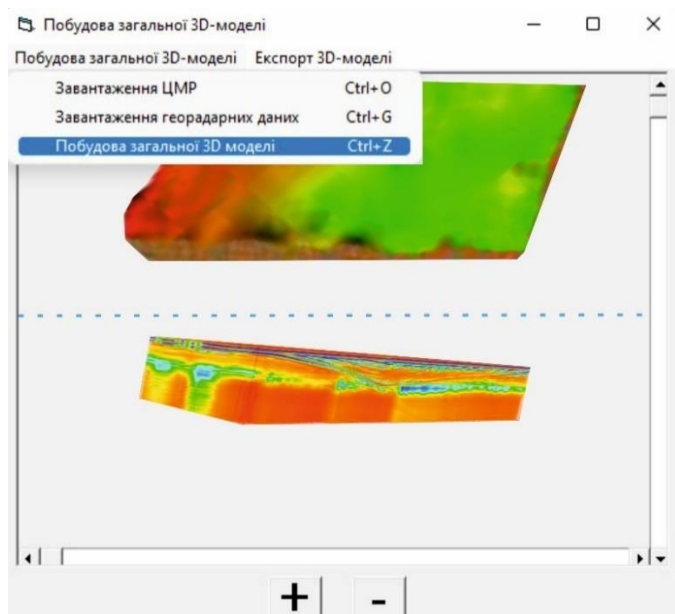 Побудова загальної 3D-моделі
Побудова загальної 3D-моделі Експорт 3D-моделі
Завантаження ЦМР Ctrl+O
Завантаження георадарних даних Ctrl+G
Побудова загальної 3D моделі Ctrl+Z
+ -